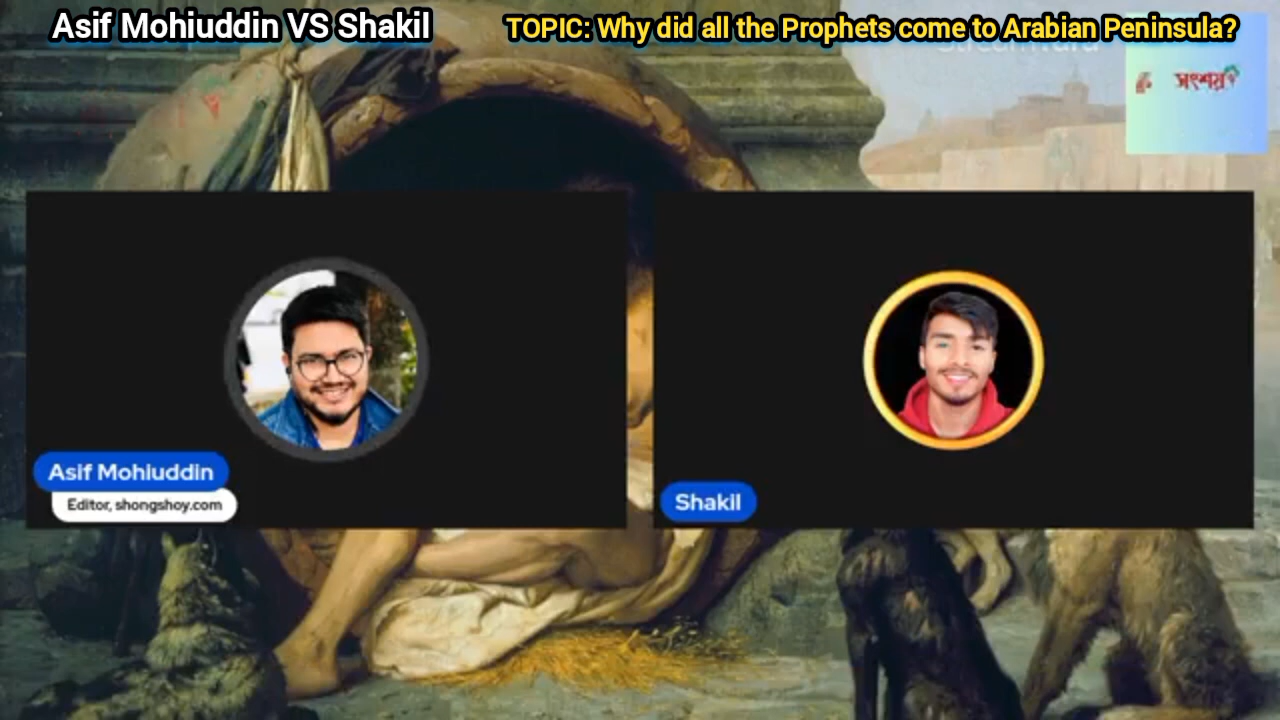 Asif Mohiuddin VS Shakil
TOPIC: Why did all the Prophets come to Arabian Peninsula?
StreamYard
সংশয়
Asif Mohiuddin
Editor, shongshoy.com
Shakil